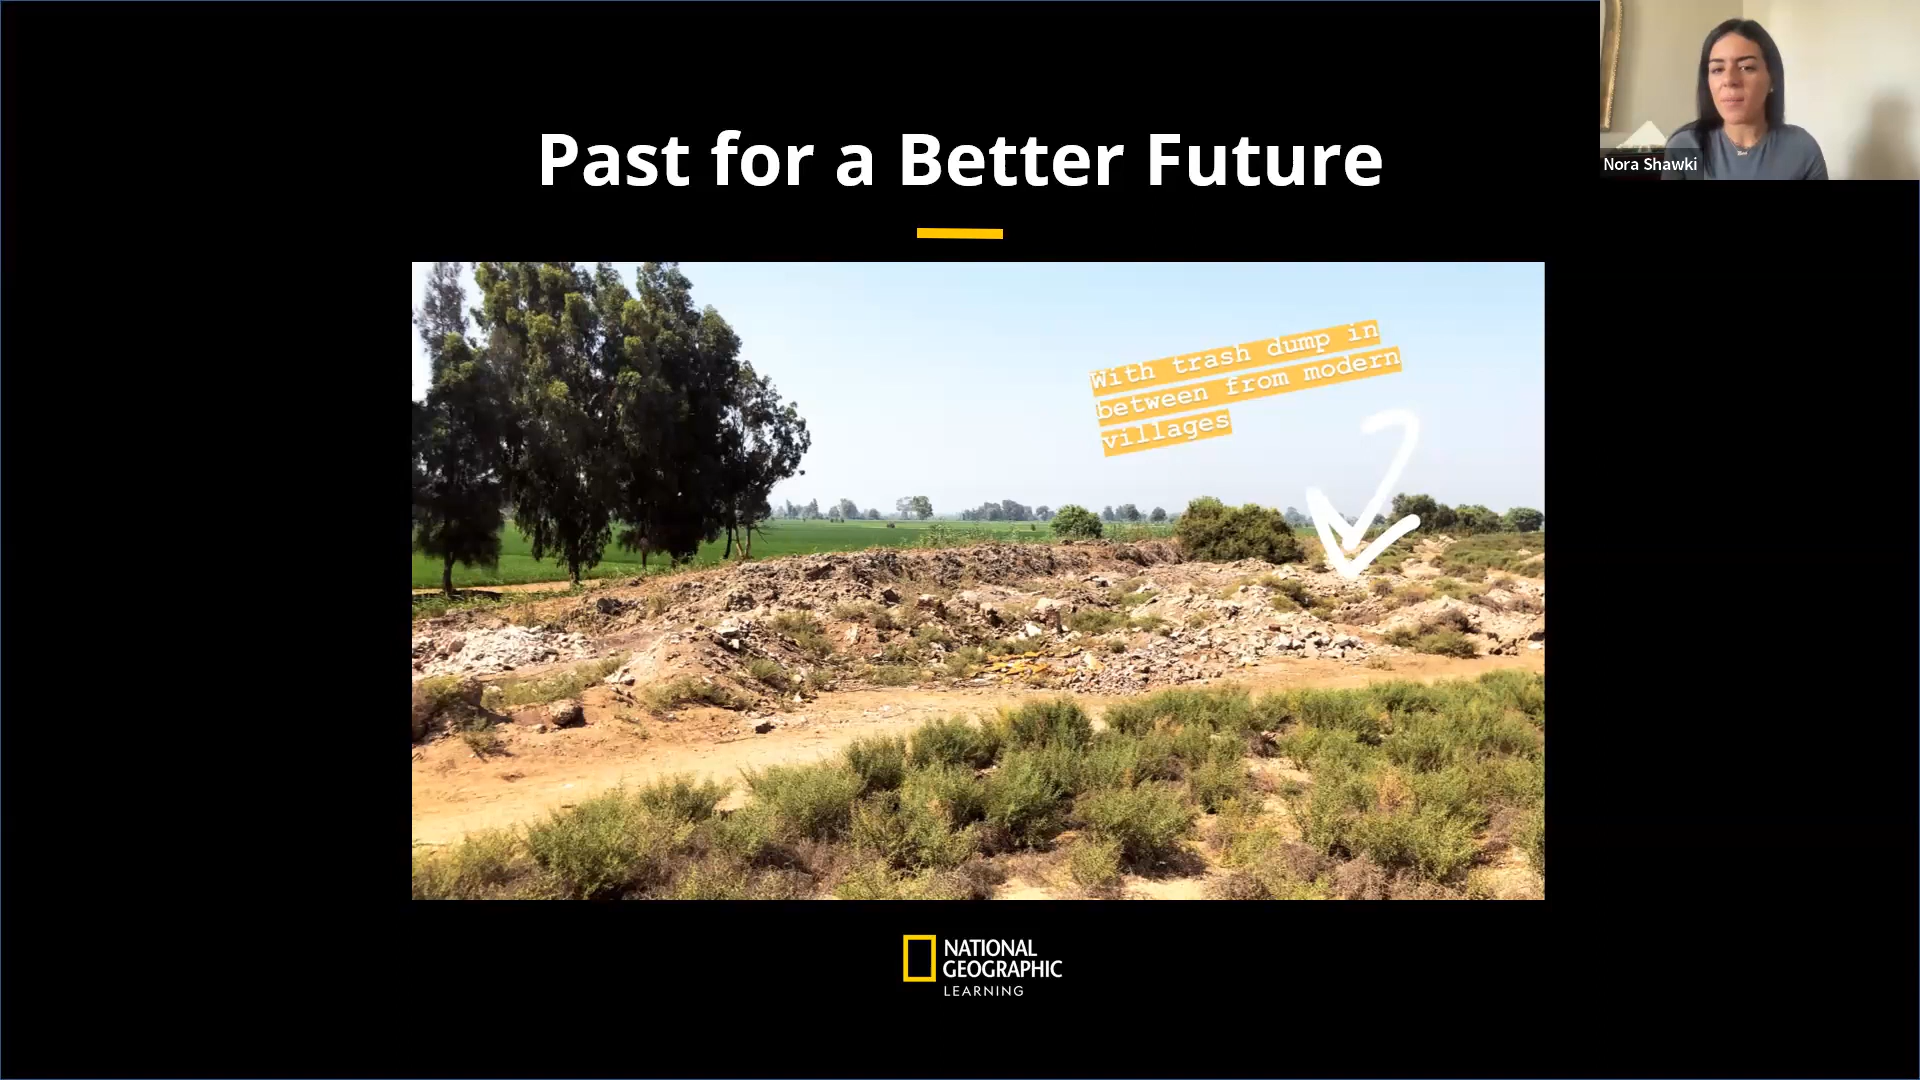 Past for a Better Future
With trash dump in
between from modern
villages
Nora Shawki
NATIONAL
GEOGRAPHIC
LEARNING